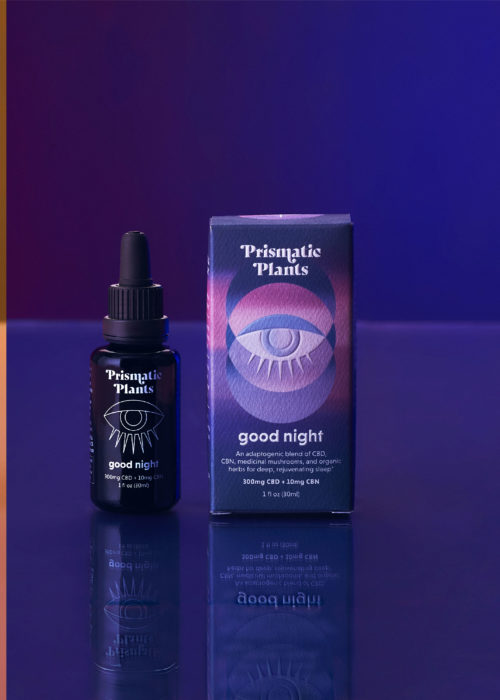 Prismatic
Plants
good night
300mg CBD + 10mg CBN
1 fl oz (30ml)
Prismatic
Plants
good night
An adaptogenic blend of CBD,
CBN, medicinal mushrooms, and organic
herbs for deep, rejuvenating sleep*
300mg CBD + 10mg CBN
1 fl oz (30ml)